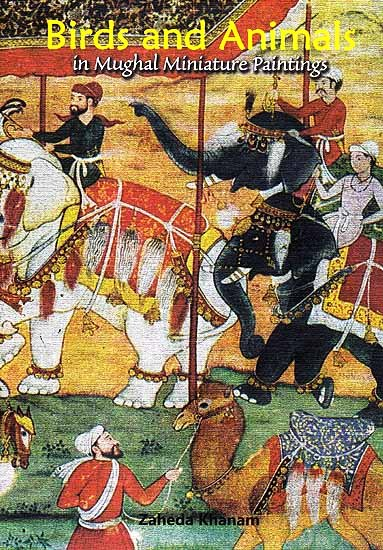 Birds and Animals
in Mughal Miniature Paintings
Zaheda Khanam